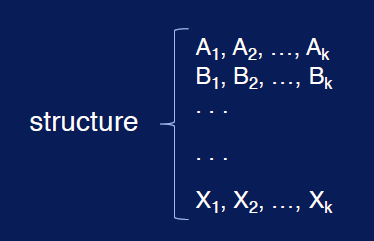 A₁, A₂, …, Aₖ
B₁, B₂, …, Bₖ
. . .
structure
. . .
X₁, X₂, …, Xₖ